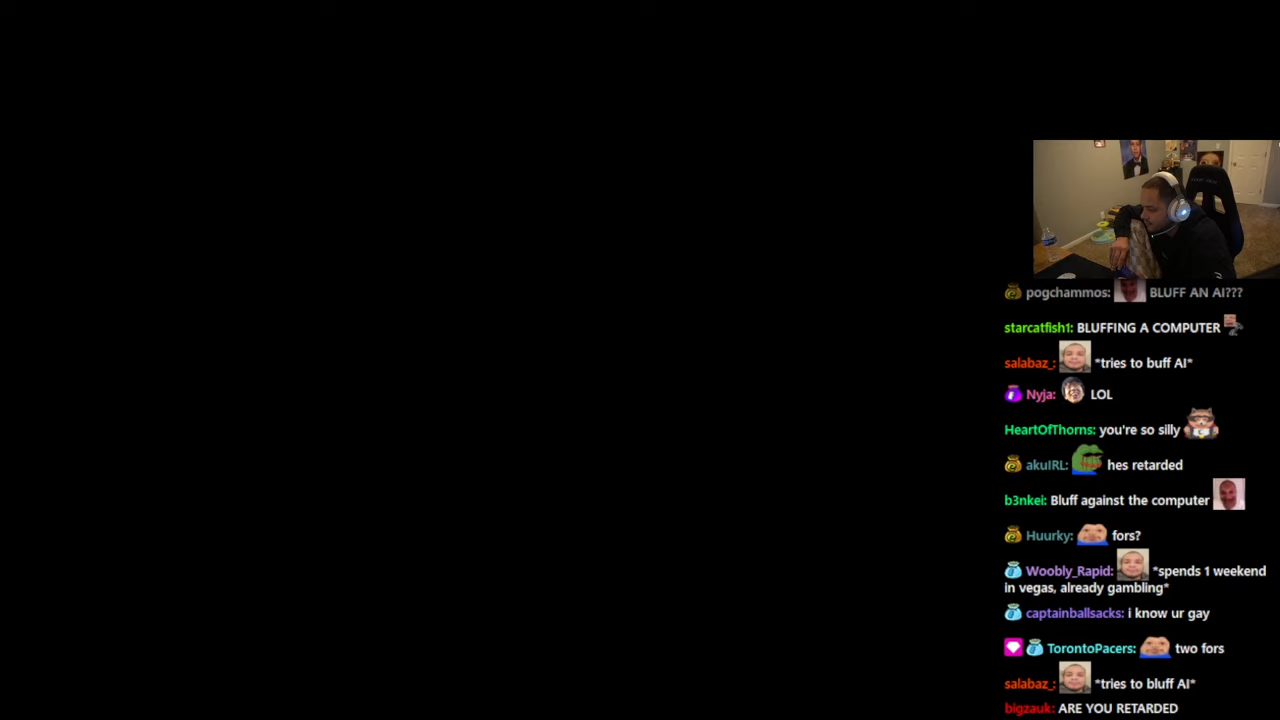 pogchammos: BLUFF AN AI???
starcatfish1: BLUFFING A COMPUTER
salabaz_: *tries to buff AI*
Nyja: LOL
HeartOfThorns: you're so silly
akuIRL: hes retarded
b3nkei: Bluff against the computer
Huurky: fors?
Woobly_Rapid: *spends 1 weekend
in vegas, already gambling*
captainballsacks: i know ur gay
TorontoPacers: two fors
salabaz_: *tries to bluff AI*
bigzauk: ARE YOU RETARDED